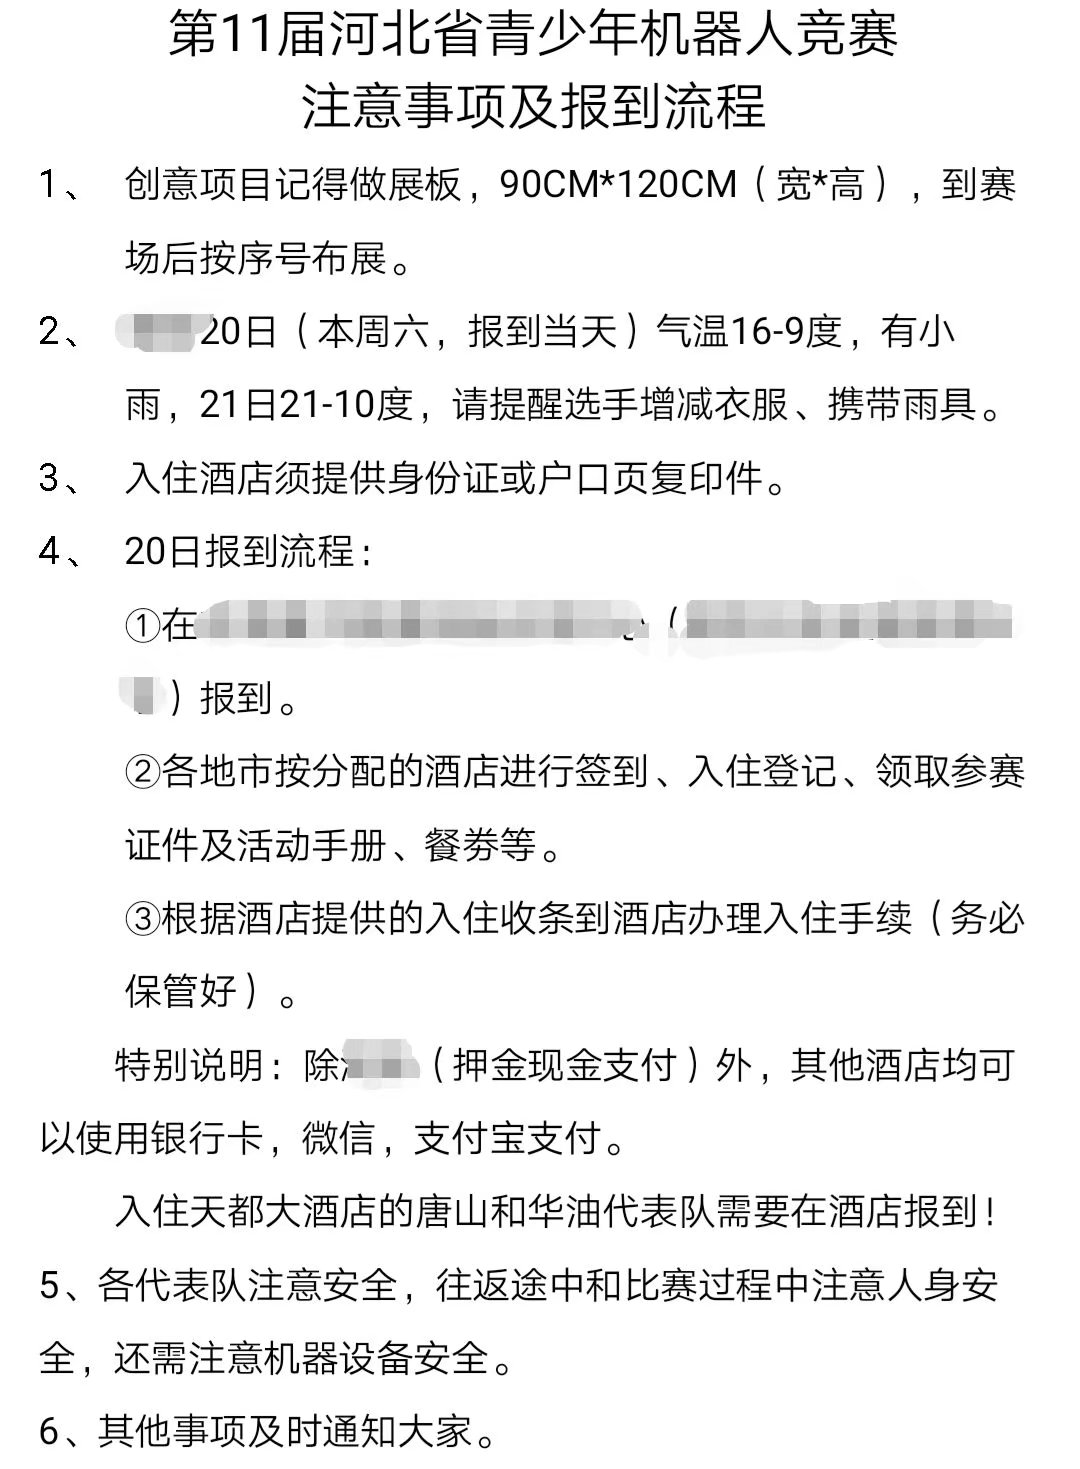 第11届河北省青少年机器人竞赛
注意事项及报到流程
1、 创意项目记得做展板，90CM*120CM（宽*高），到赛
场后按序号布展。
2、 20日（本周六，报到当天）气温16-9度，有小
雨，21日21-10度，请提醒选手增减衣服、携带雨具。
3、 入住酒店须提供身份证或户口页复印件。
4、 20日报到流程：
①在（
）报到。
②各地市按分配的酒店进行签到、入住登记、领取参赛
证件及活动手册、餐券等。
③根据酒店提供的入住收条到酒店办理入住手续（务必
保管好）。
特别说明：除（押金现金支付）外，其他酒店均可
以使用银行卡，微信，支付宝支付。
入住天都大酒店的唐山和华油代表队需要在酒店报到！
5、各代表队注意安全，往返途中和比赛过程中注意人身安
全，还需注意机器设备安全。
6、其他事项及时通知大家。